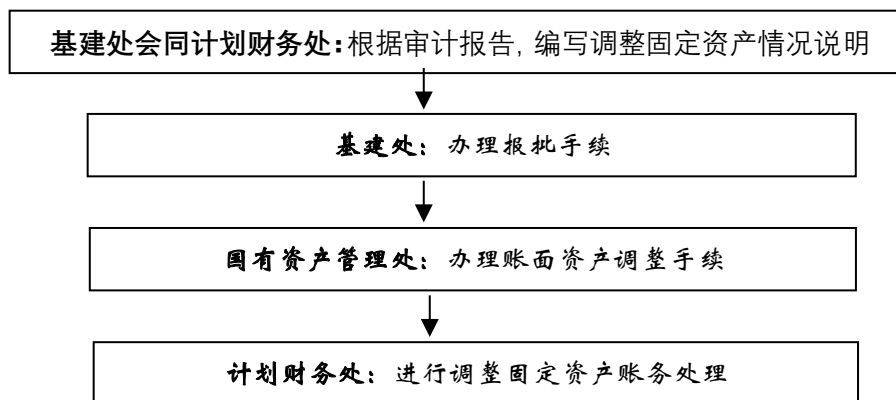 基建处会同计划财务处:根据审计报告, 编写调整固定资产情况说明
基建处：办理报批手续
国有资产管理处：办理账面资产调整手续
计划财务处：进行调整固定资产账务处理